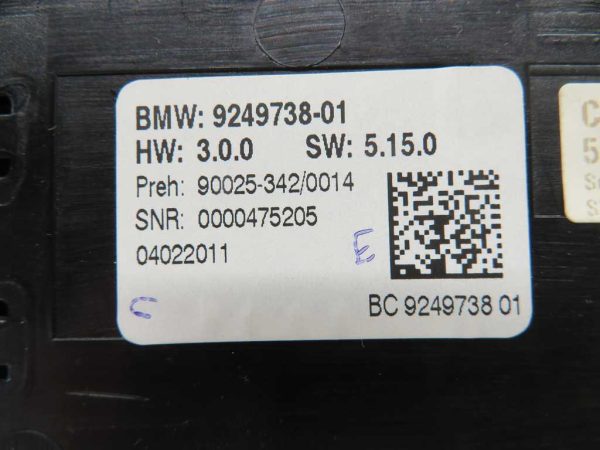 BMW: 9249738-01
HW: 3.0.0 SW: 5.15.0
Preh: 90025-342/0014
SNR: 0000475205
04022011
E
BC 9249738 01
C
5
S